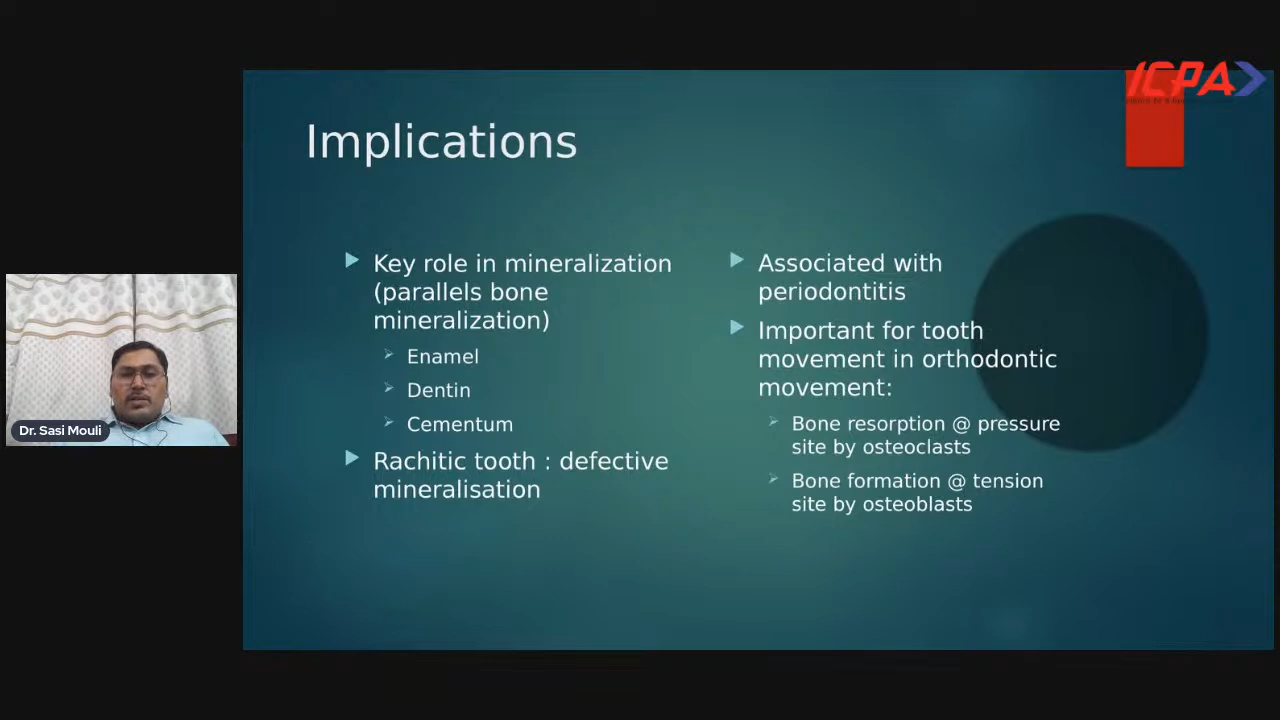 ICPA
Implications
Key role in mineralization
(parallels bone
mineralization)
Enamel
Dentin
Cementum
Rachitic tooth : defective
mineralisation
Associated with
periodontitis
Important for tooth
movement in orthodontic
movement:
Bone resorption @ pressure
site by osteoclasts
Bone formation @ tension
site by osteoblasts
Dr. Sasi Mouli